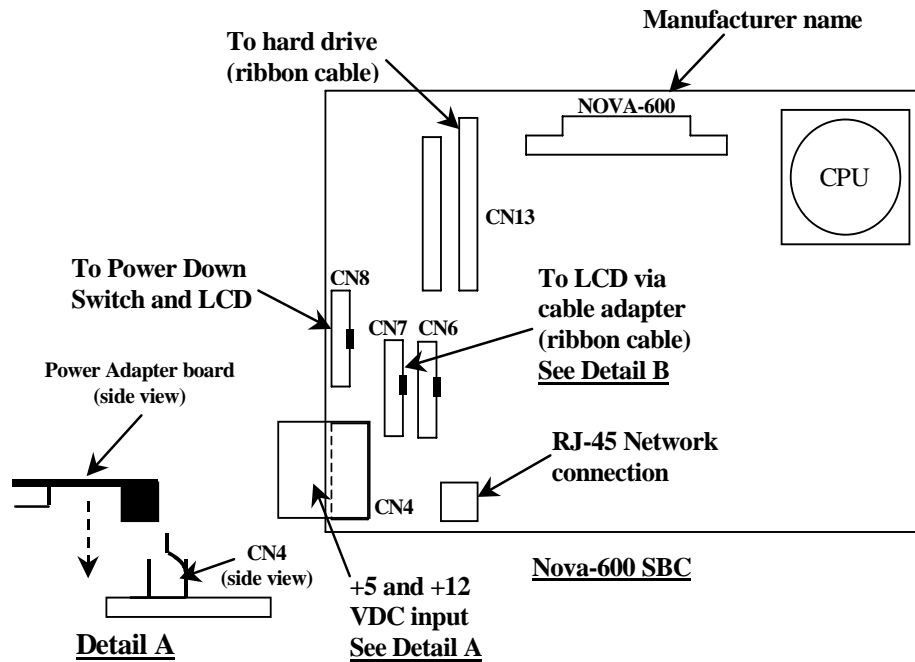 Manufacturer name
To hard drive
(ribbon cable)
NOVA-600
CPU
CN13
To Power Down
Switch and LCD
CN8
To LCD via
cable adapter
(ribbon cable)
See Detail B
CN7
CN6
Power Adapter board
(side view)
RJ-45 Network
connection
CN4
CN4
(side view)
Nova-600 SBC
+5 and +12
VDC input
See Detail A
Detail A